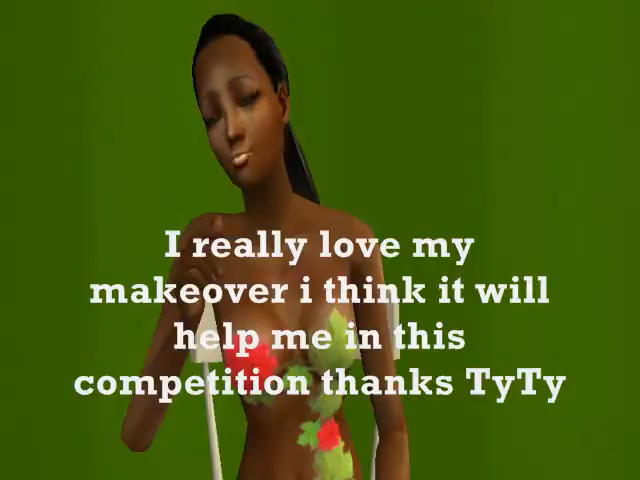 I really love my
makeover i think it will
help me in this
competition thanks TyTy